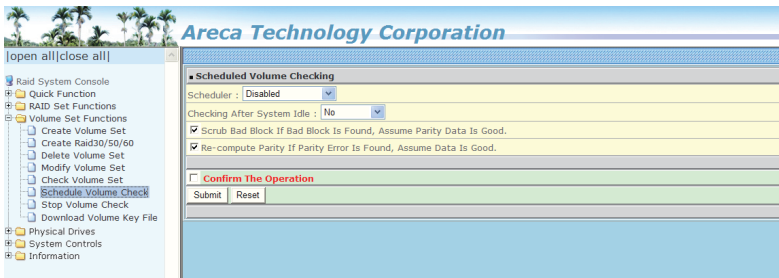 Areca Technology Corporation
|open all|close all|
Raid System Console
Quick Function
RAID Set Functions
Volume Set Functions
Create Volume Set
Create Raid30/50/60
Delete Volume Set
Modify Volume Set
Check Volume Set
Schedule Volume Check
Stop Volume Check
Download Volume Key File
Physical Drives
System Controls
Information
Scheduled Volume Checking
Scheduler : Disabled
Checking After System Idle : No
Scrub Bad Block If Bad Block Is Found, Assume Parity Data Is Good.
Re-compute Parity If Parity Error Is Found, Assume Data Is Good.
Confirm The Operation
Submit Reset